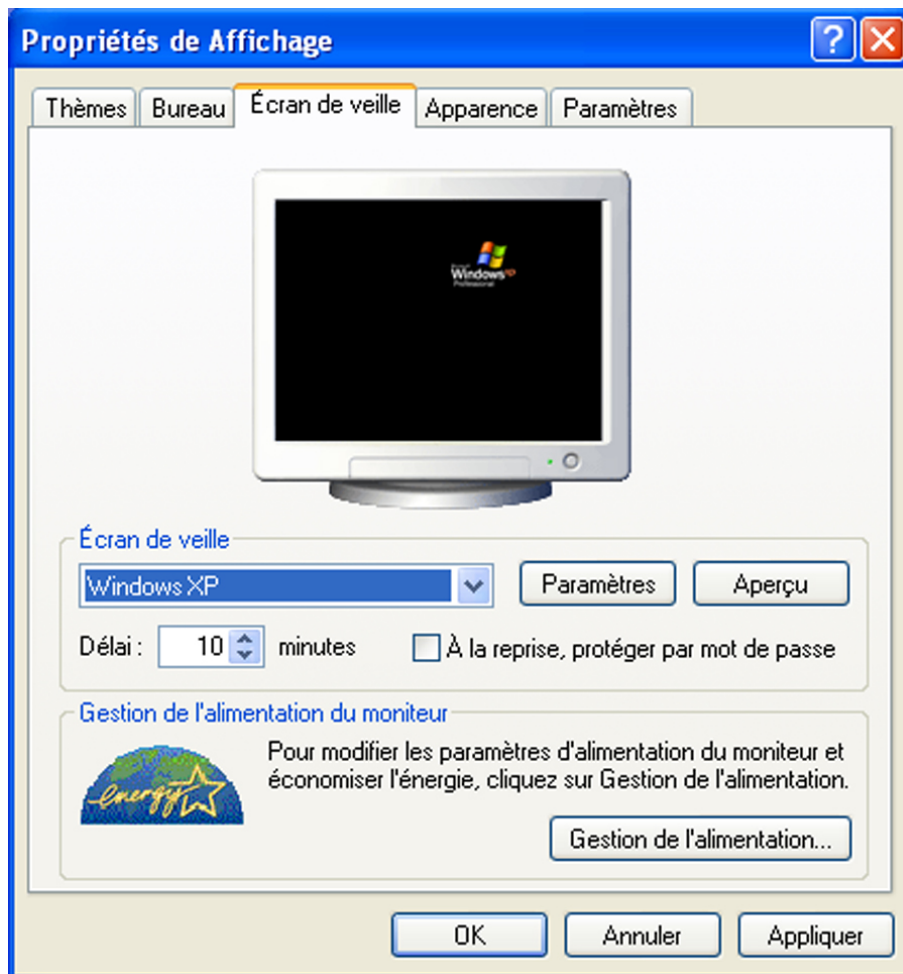 Propriétés de Affichage
Thèmes Bureau Écran de veille Apparence Paramètres
Windows xp
Professional
Écran de veille
Windows XP Paramètres Aperçu
Délai : 10 minutes À la reprise, protéger par mot de passe
Gestion de l'alimentation du moniteur
Pour modifier les paramètres d'alimentation du moniteur et
économiser l'énergie, cliquez sur Gestion de l'alimentation.
energy
Gestion de l'alimentation...
OK Annuler Appliquer